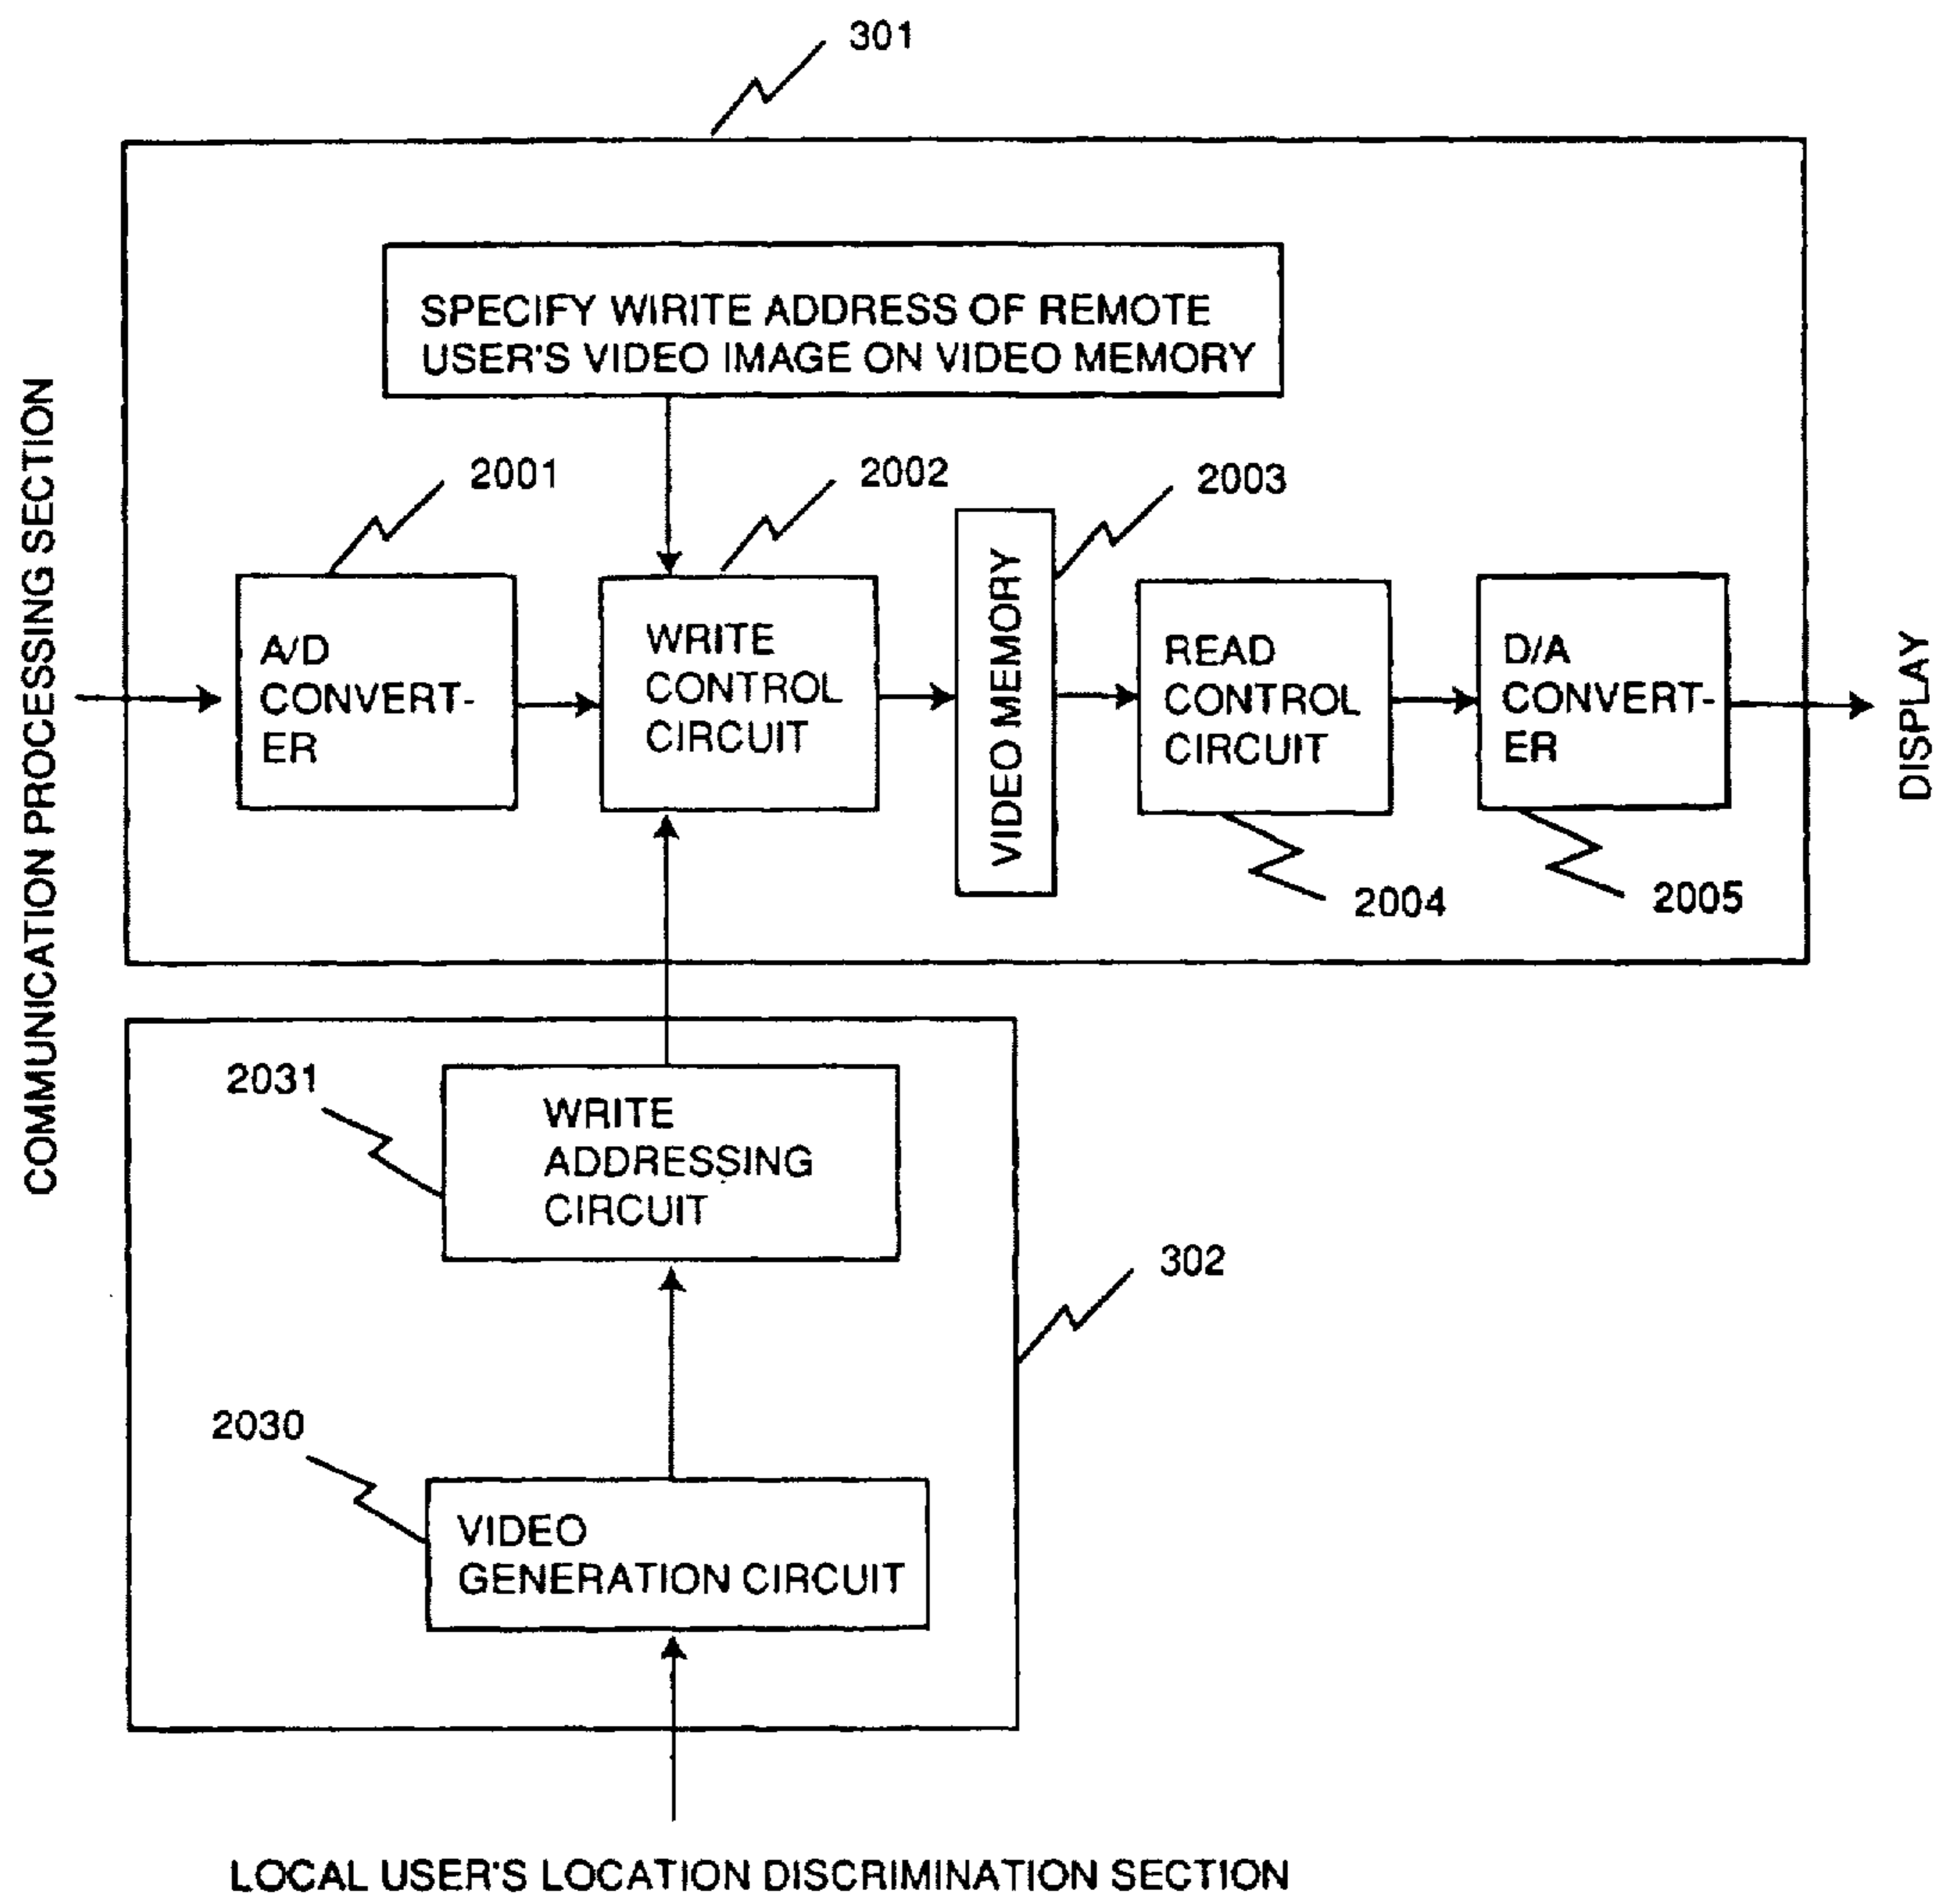 301
SPECIFY WIRITE ADDRESS OF REMOTE
USER'S VIDEO IMAGE ON VIDEO MEMORY
COMMUNICATION PROCESSING SECTION
2001
2002
2003
A/D
CONVERT-
ER
WRITE
CONTROL
CIRCUIT
VIDEO MEMORY
READ
CONTROL
CIRCUIT
D/A
CONVERT-
ER
DISPLAY
2004
2005
2031
WRITE
ADDRESSING
CIRCUIT
302
2030
VIDEO
GENERATION CIRCUIT
LOCAL USER'S LOCATION DISCRIMINATION SECTION